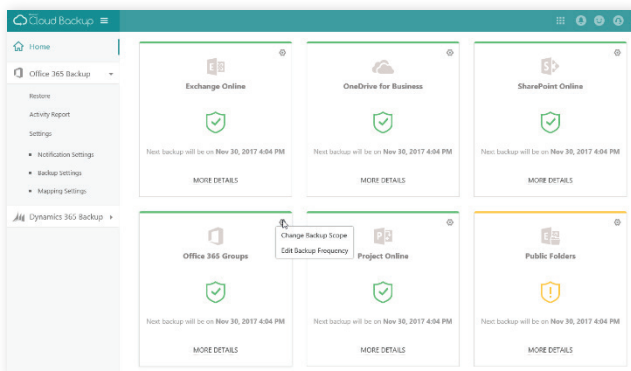 Cloud Backup
Home
Office 365 Backup
Restore
Activity Report
Settings
Notification Settings
Backup Settings
Mapping Settings
Dynamics 365 Backup
Exchange Online
Next backup will be on Nov 30, 2017 4:04 PM
MORE DETAILS
OneDrive for Business
Next backup will be on Nov 30, 2017 4:04 PM
MORE DETAILS
SharePoint Online
Next backup will be on Nov 30, 2017 4:04 PM
MORE DETAILS
Office 365 Groups
Next backup will be on Nov 30, 2017 4:04 PM
MORE DETAILS
Change Backup Scope
Edit Backup Frequency
Project Online
Next backup will be on Nov 30, 2017 4:04 PM
MORE DETAILS
Public Folders
Next backup will be on Nov 30, 2017 4:04 PM
MORE DETAILS